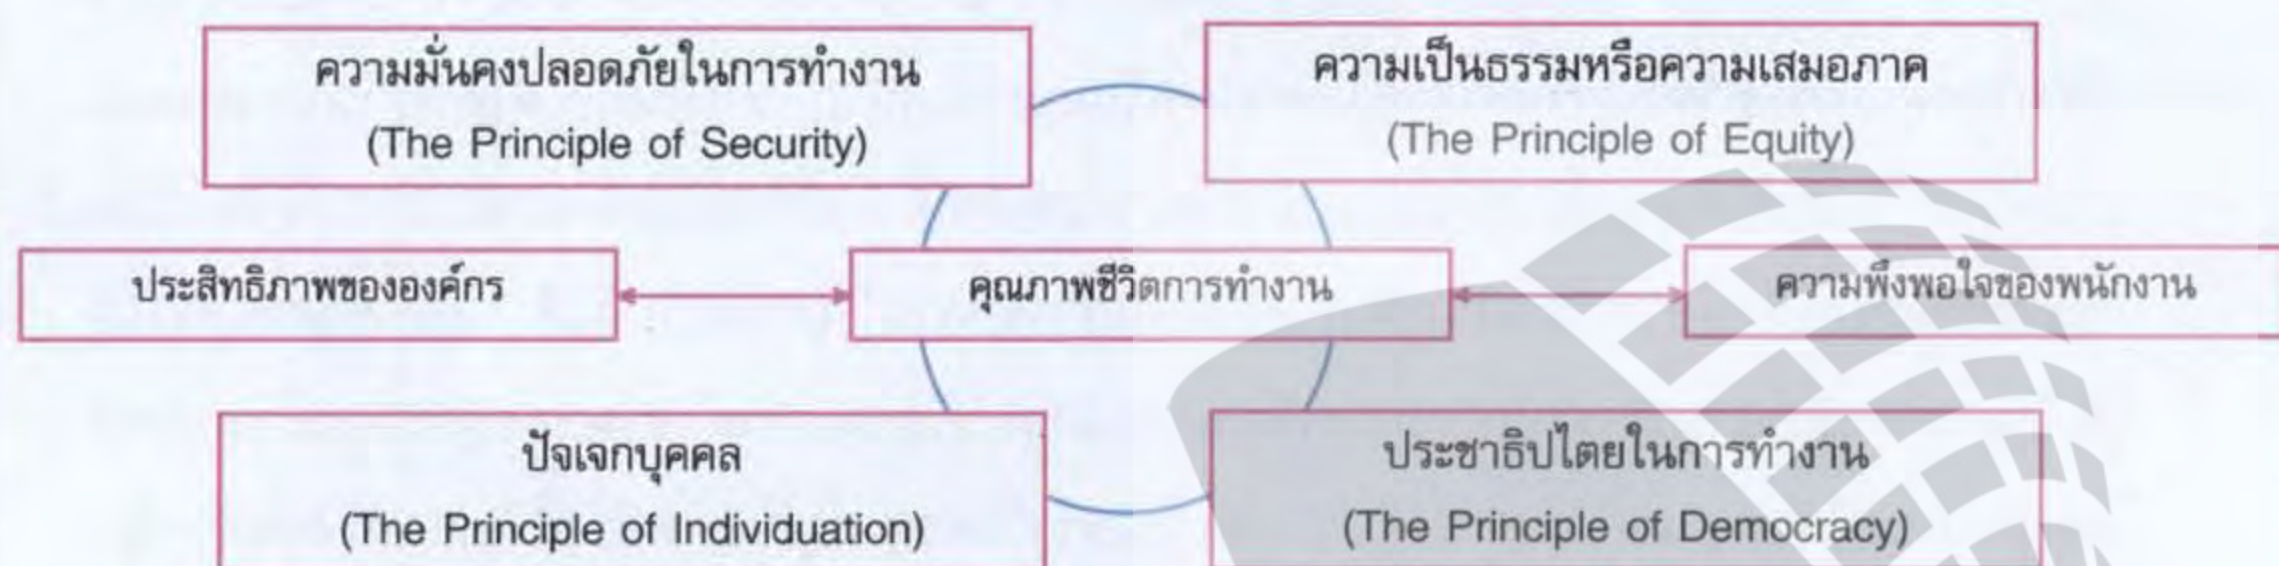 ความมั่นคงปลอดภัยในการทำงาน
(The Principle of Security)
ความเป็นธรรมหรือความเสมอภาค
(The Principle of Equity)
ประสิทธิภาพขององค์กร
คุณภาพชีวิตการทำงาน
ความพึงพอใจของพนักงาน
ปัจเจกบุคคล
(The Principle of Individuation)
ประชาธิปไตยในการทำงาน
(The Principle of Democracy)